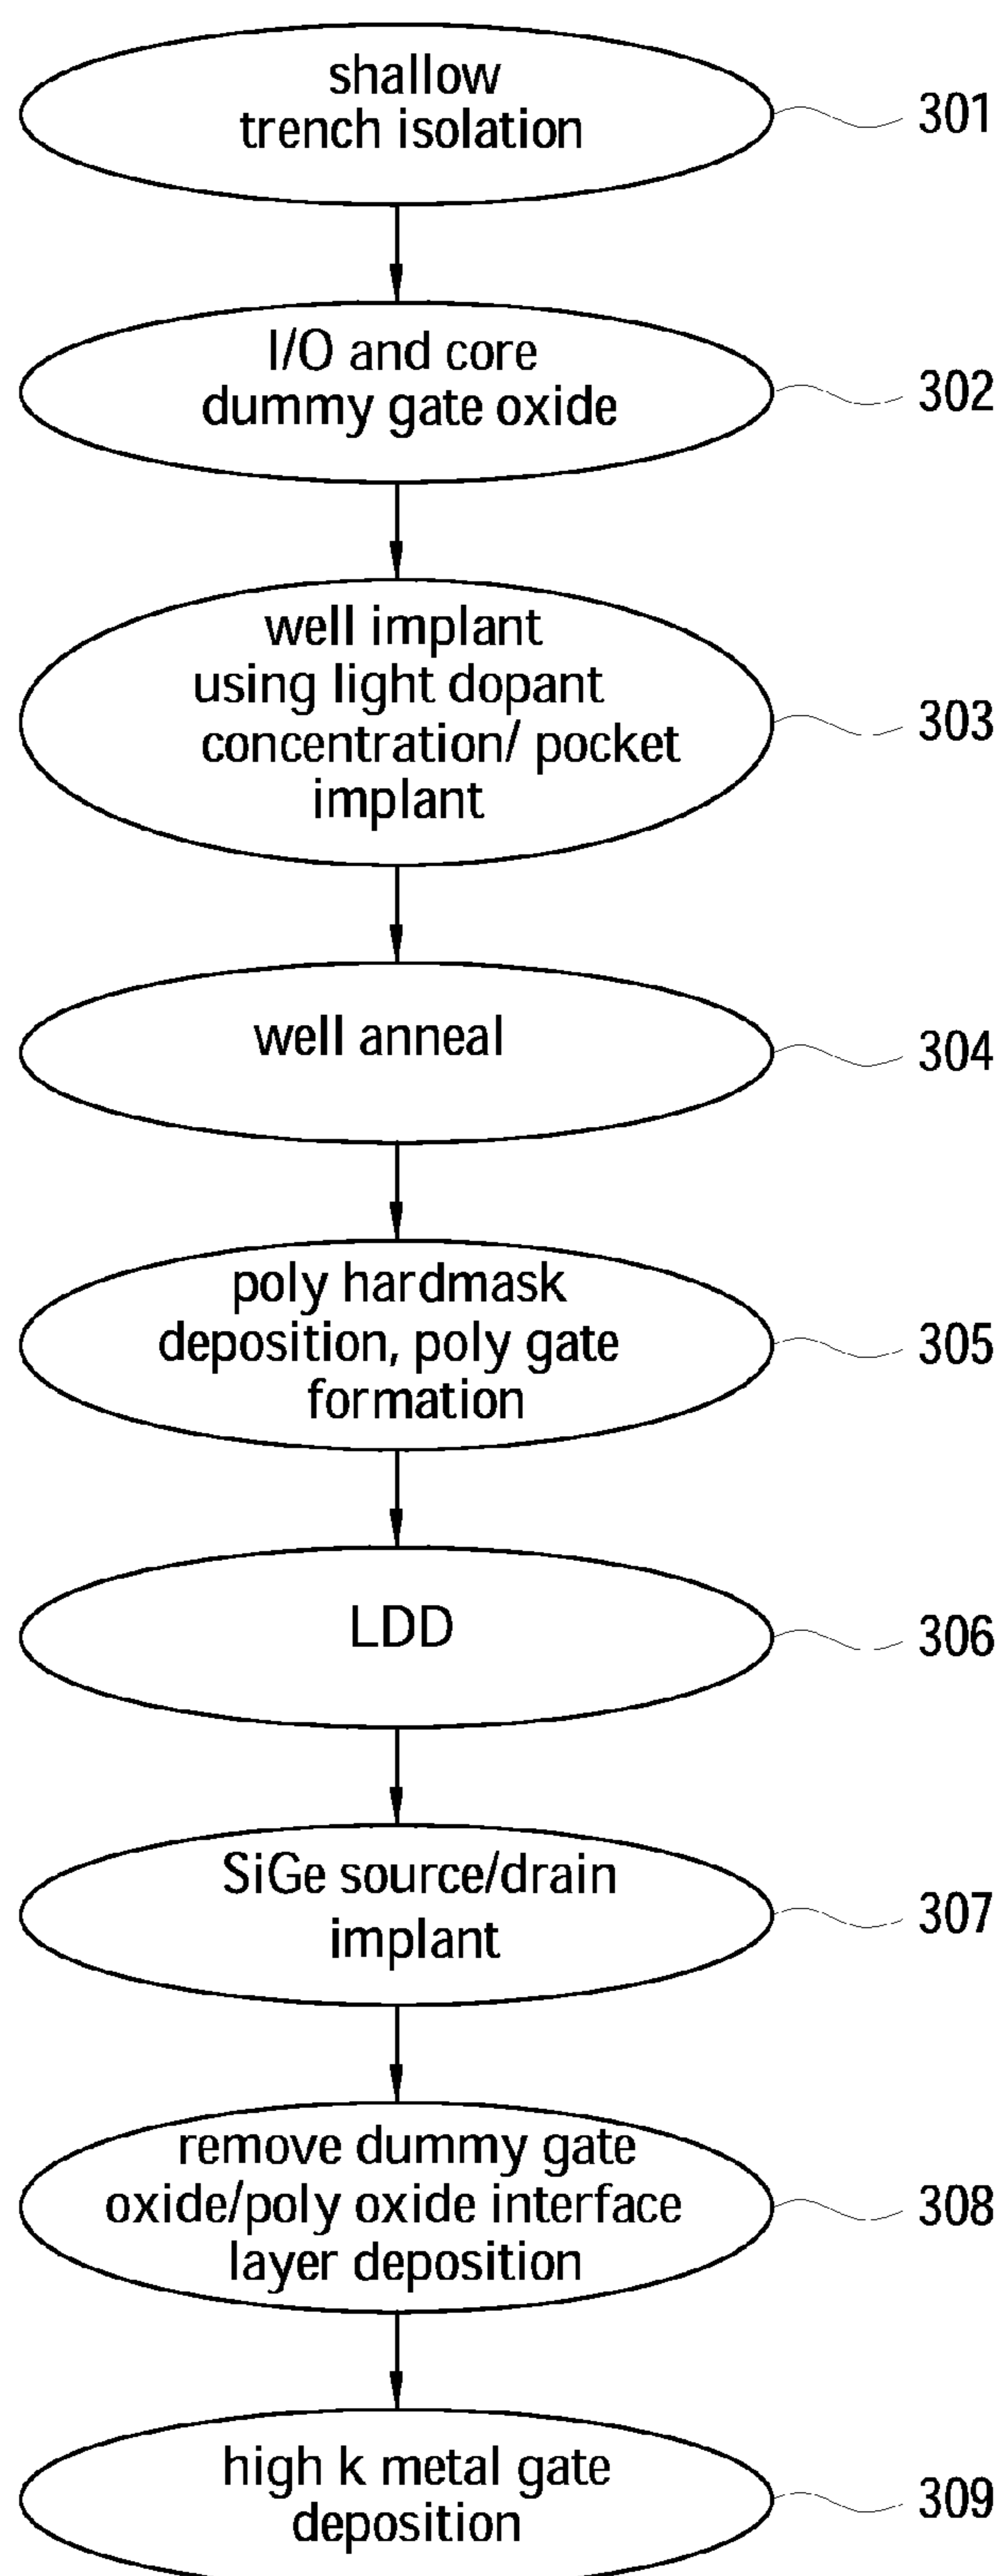 shallow
trench isolation
301
I/O and core
dummy gate oxide
302
well implant
using light dopant
concentration/ pocket
implant
303
well anneal
304
poly hardmask
deposition, poly gate
formation
305
LDD
306
SiGe source/drain
implant
307
remove dummy gate
oxide/poly oxide interface
layer deposition
308
high k metal gate
deposition
309